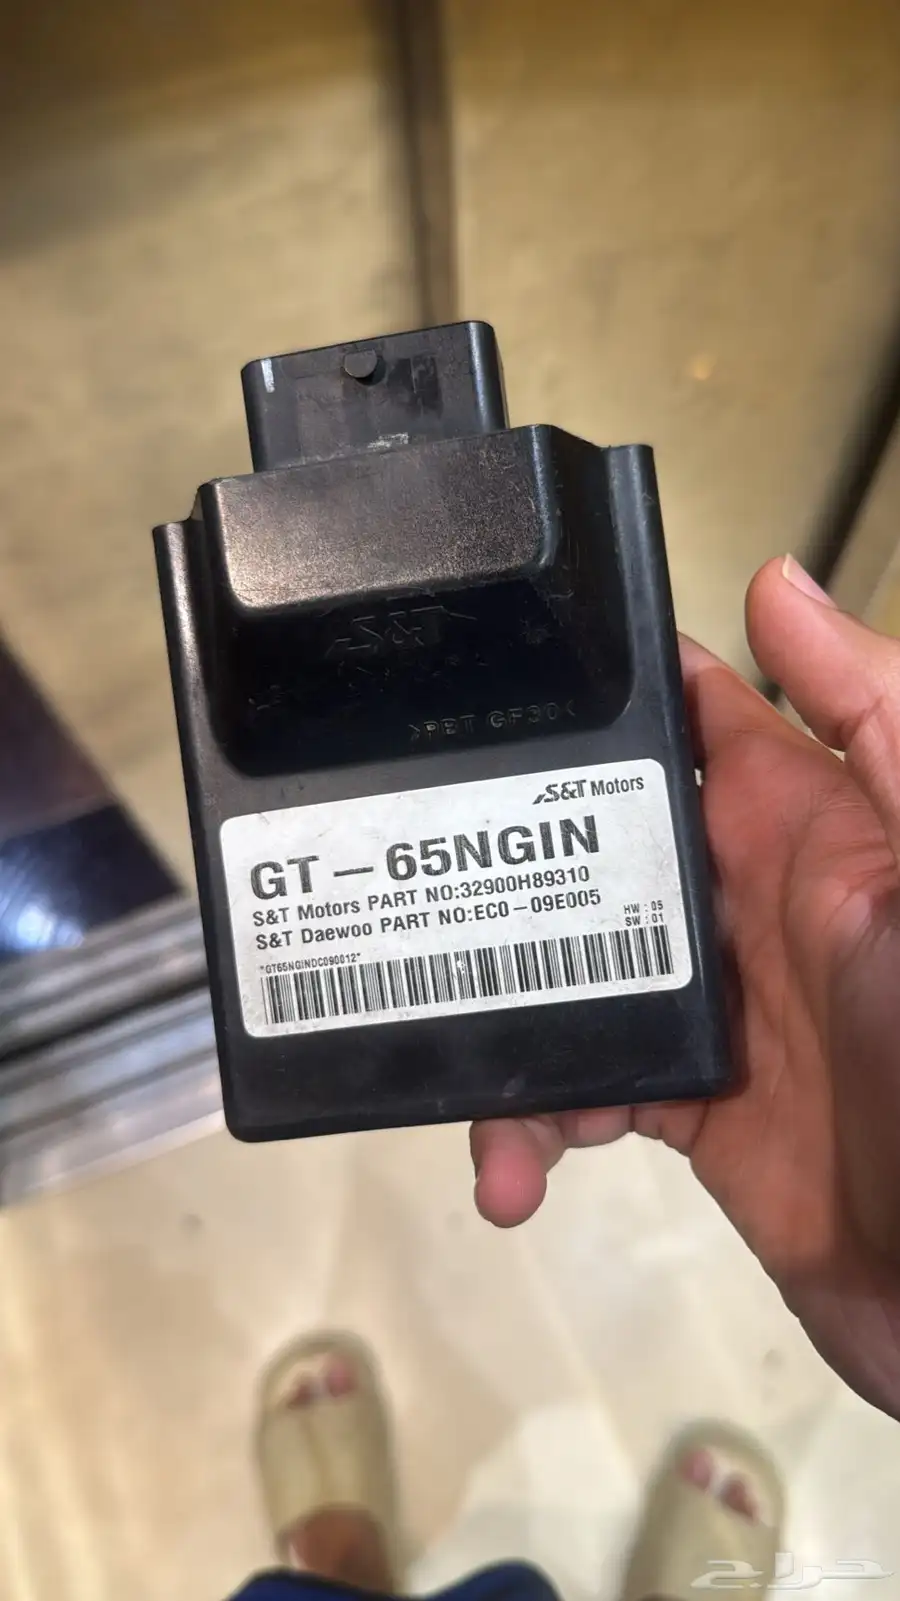 S&T
>PBT GF30<
S&T Motors
GT – 65NGIN
S&T Motors PART NO:32900H89310
S&T Daewoo PART NO:EC0–09E005
HW : 05
SW : 01
"GT65NGINDC090012"
حراج